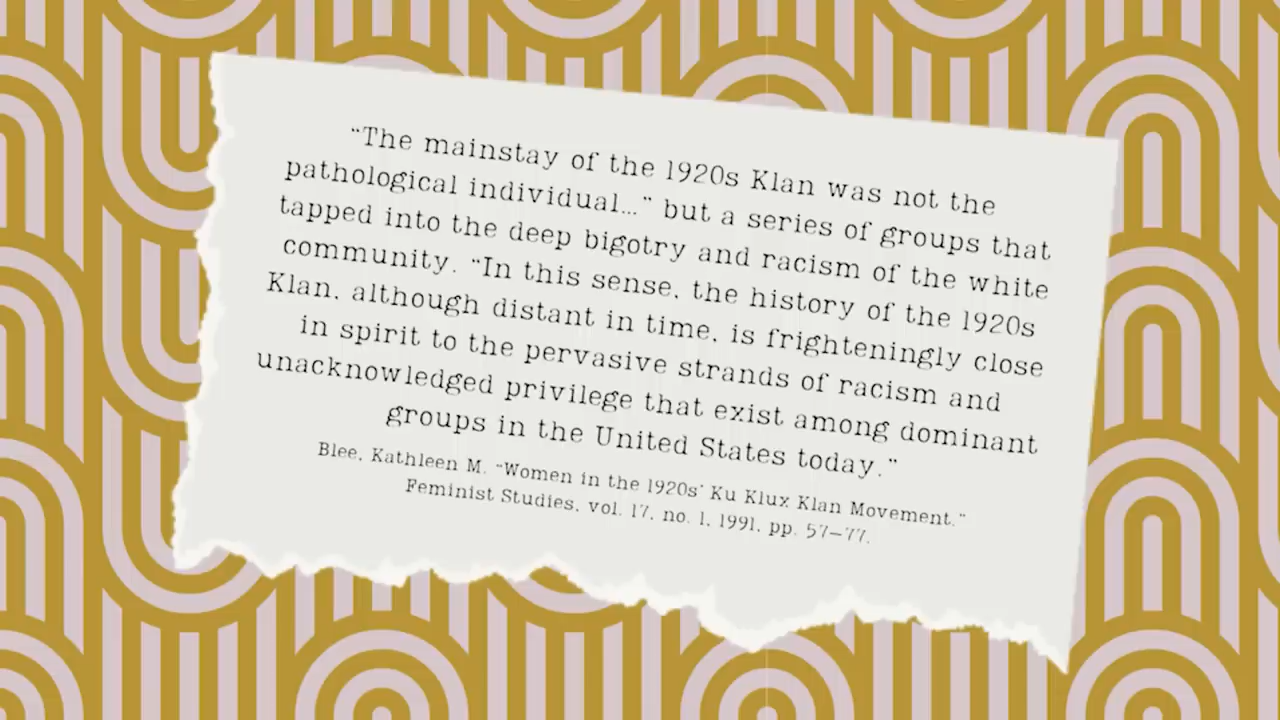 “The mainstay of the 1920s Klan was not the
pathological individual...” but a series of groups that
tapped into the deep bigotry and racism of the white
community. “In this sense, the history of the 1920s
Klan, although distant in time, is frighteningly close
in spirit to the pervasive strands of racism and
unacknowledged privilege that exist among dominant
groups in the United States today.”
Blee, Kathleen M. “Women in the 1920s’ Ku Klux Klan Movement.”
Feminist Studies, vol. 17, no. 1, 1991, pp. 57–77.